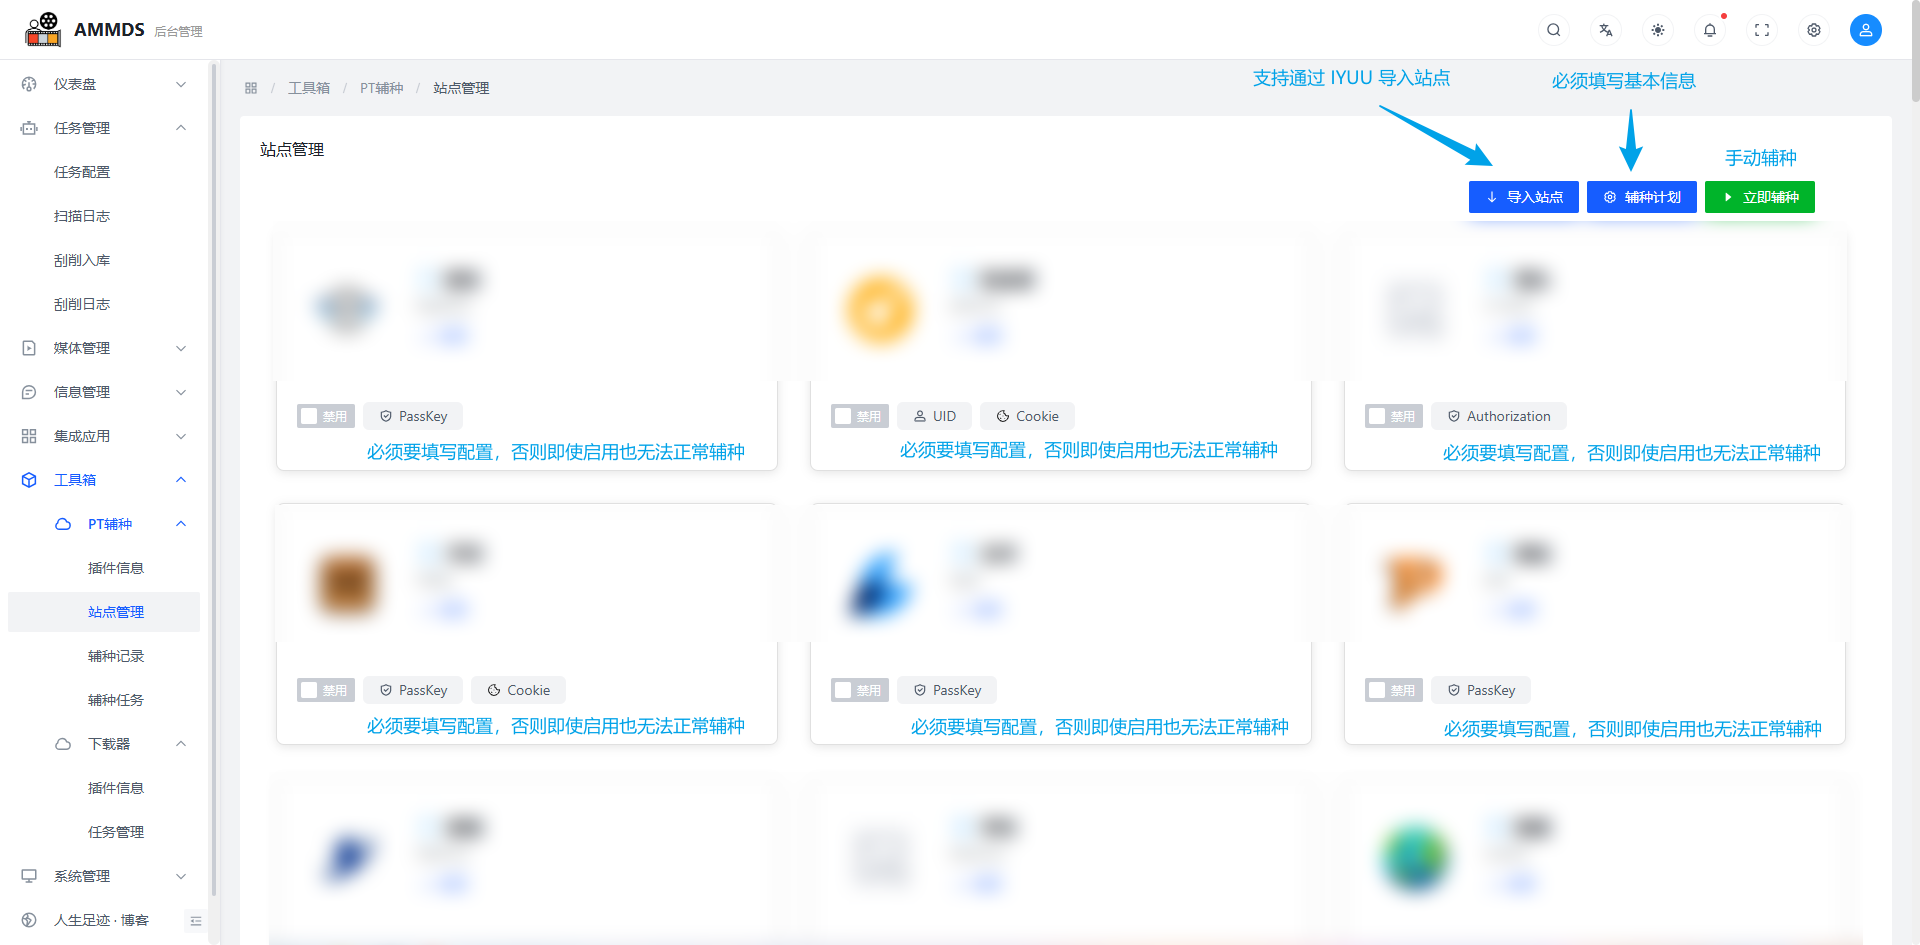 AMMDS 后台管理
仪表盘
任务管理
任务配置
扫描日志
刮削入库
刮削日志
媒体管理
信息管理
集成应用
工具箱
PT辅种
插件信息
站点管理
辅种记录
辅种任务
下载器
插件信息
任务管理
系统管理
人生足迹 · 博客
/ 工具箱 / PT辅种 / 站点管理
支持通过 IYUU 导入站点
必须填写基本信息
站点管理
手动辅种
导入站点 辅种计划 立即辅种
禁用 PassKey
必须要填写配置，否则即使启用也无法正常辅种
禁用 UID Cookie
必须要填写配置，否则即使启用也无法正常辅种
禁用 Authorization
必须要填写配置，否则即使启用也无法正常辅种
禁用 PassKey Cookie
必须要填写配置，否则即使启用也无法正常辅种
禁用 PassKey
必须要填写配置，否则即使启用也无法正常辅种
禁用 PassKey
必须要填写配置，否则即使启用也无法正常辅种